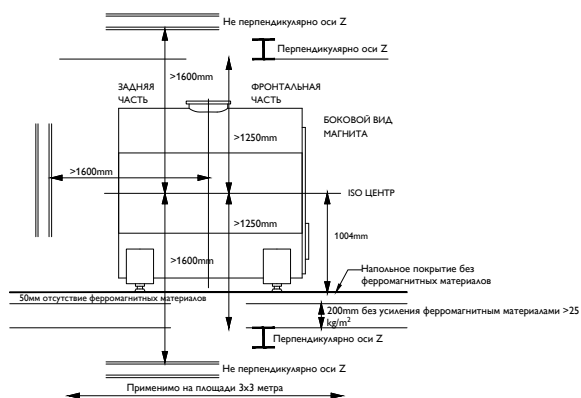 Не перпендикулярно оси Z
Перпендикулярно оси Z
>1600mm
ЗАДНЯЯ
ЧАСТЬ
ФРОНТАЛЬНАЯ
ЧАСТЬ
БОКОВОЙ ВИД
МАГНИТА
>1250mm
>1600mm
ISO ЦЕНТР
>1250mm
1004mm
>1600mm
Напольное покрытие без
ферромагнитных материалов
50мм отсутствие ферромагнитных материалов
200mm без усиления ферромагнитым материалами >25
kg/m²
Перпендикулярно оси Z
Не перпендикулярно оси Z
Применимо на площади 3x3 метра